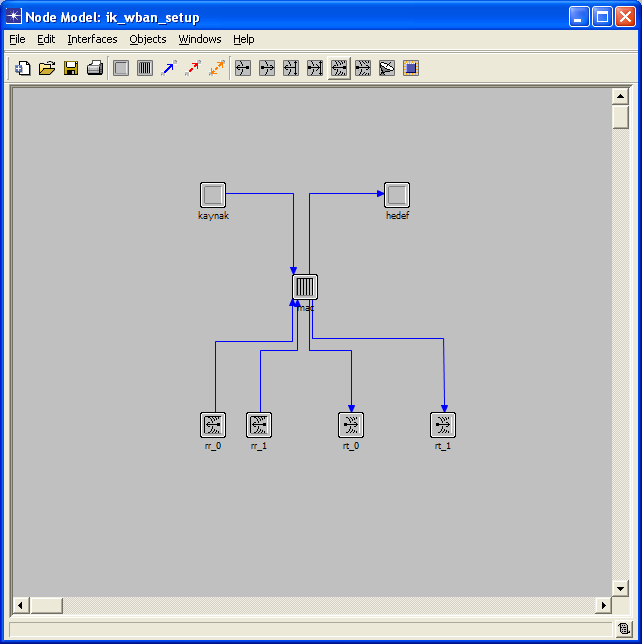 Node Model: ik_wban_setup
File Edit Interfaces Objects Windows Help
kaynak hedef
mac
rr_0 rr_1 rt_0 rt_1